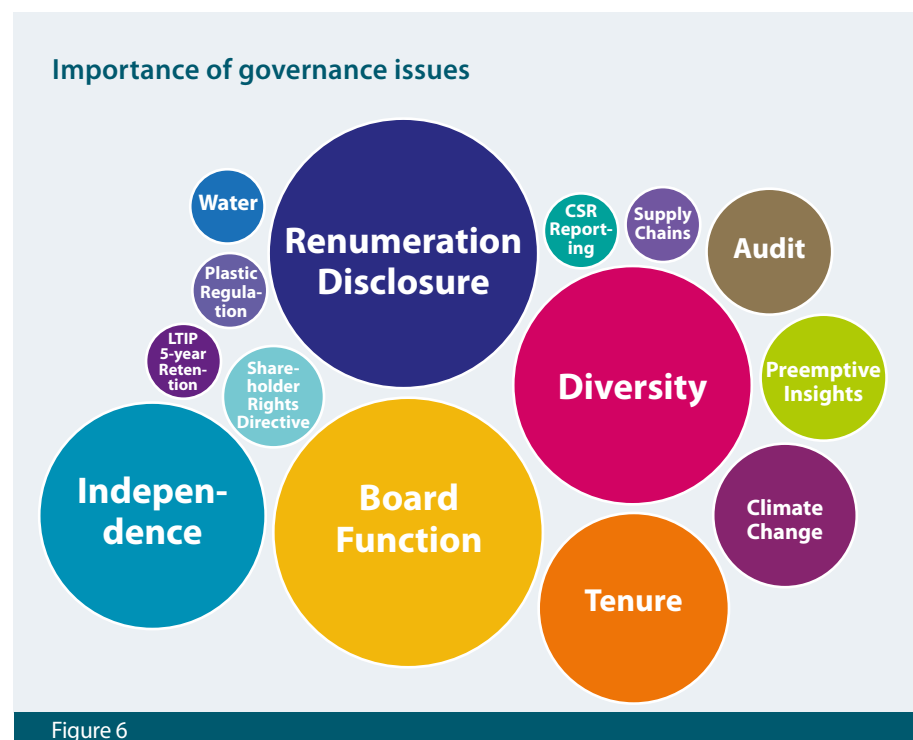 Importance of governance issues
Water
Renumeration
Disclosure
CSR
Report-
ing
Supply
Chains
Audit
Plastic
Regula-
tion
LTIP
5-year
Reten-
tion
Share-
holder
Rights
Directive
Diversity
Preemptive
Insights
Indepen-
dence
Board
Function
Climate
Change
Tenure
Figure 6